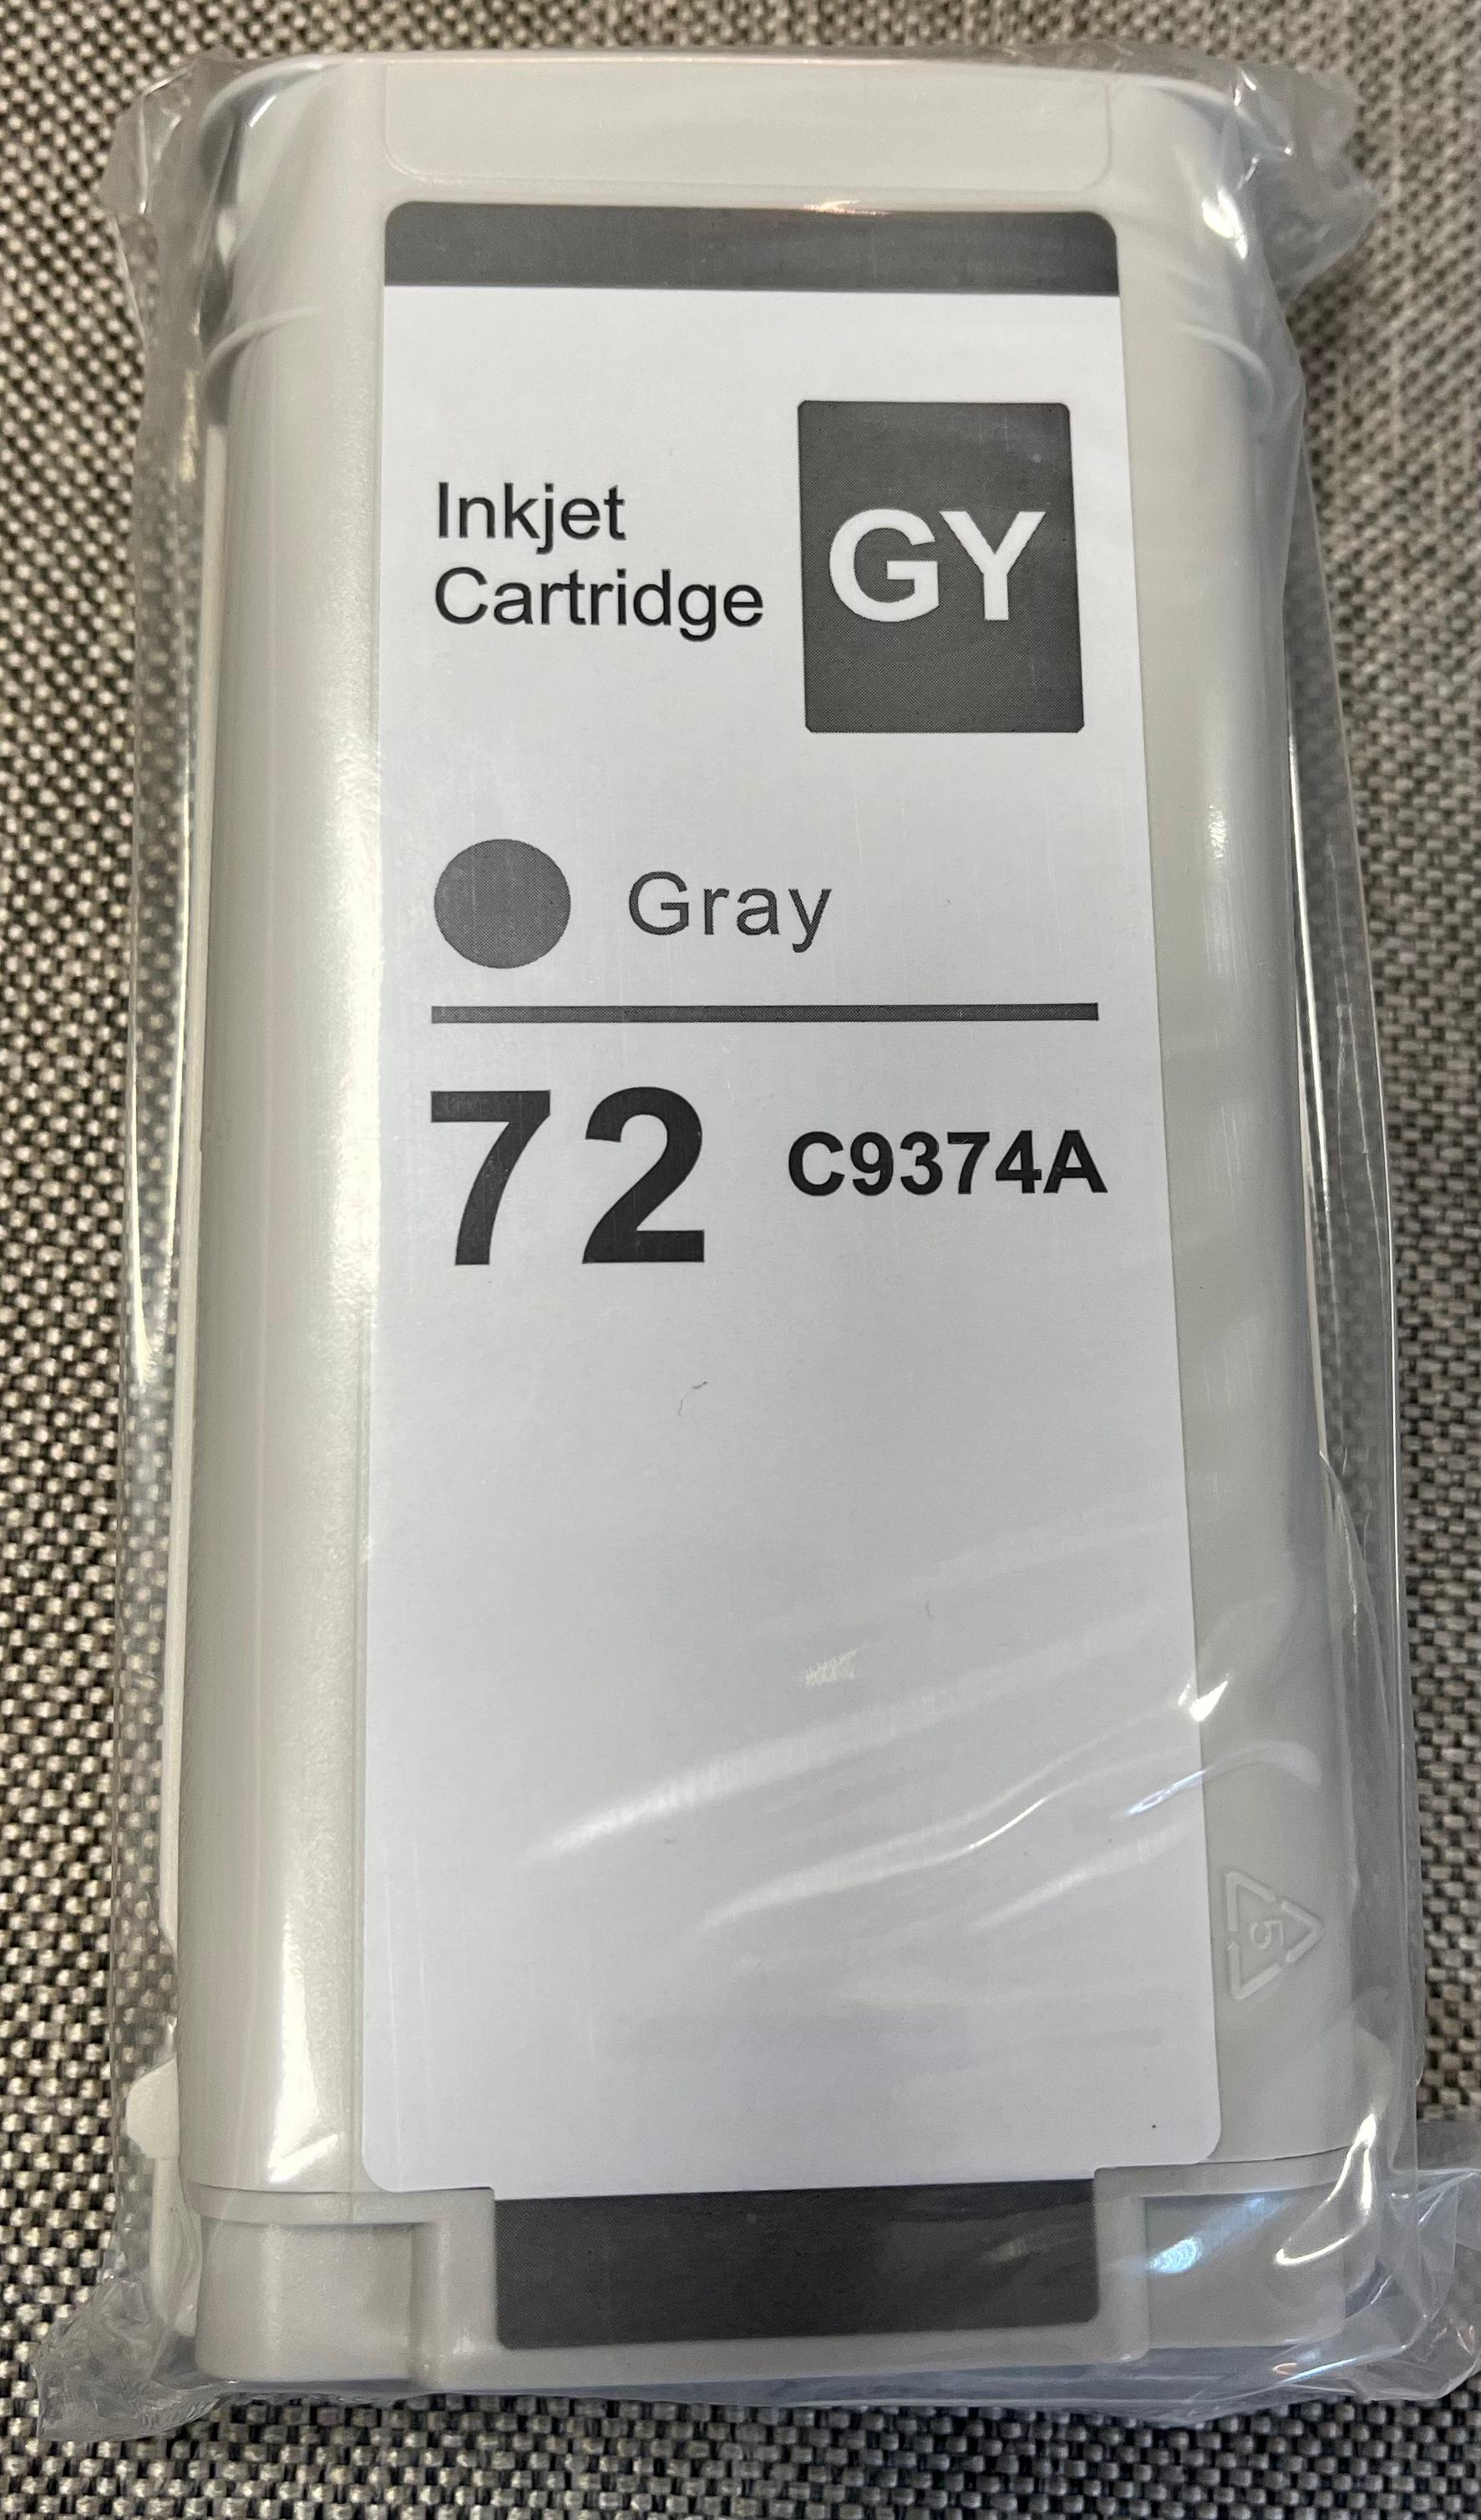 Inkjet
Cartridge
GY
Gray
72 C9374A
5